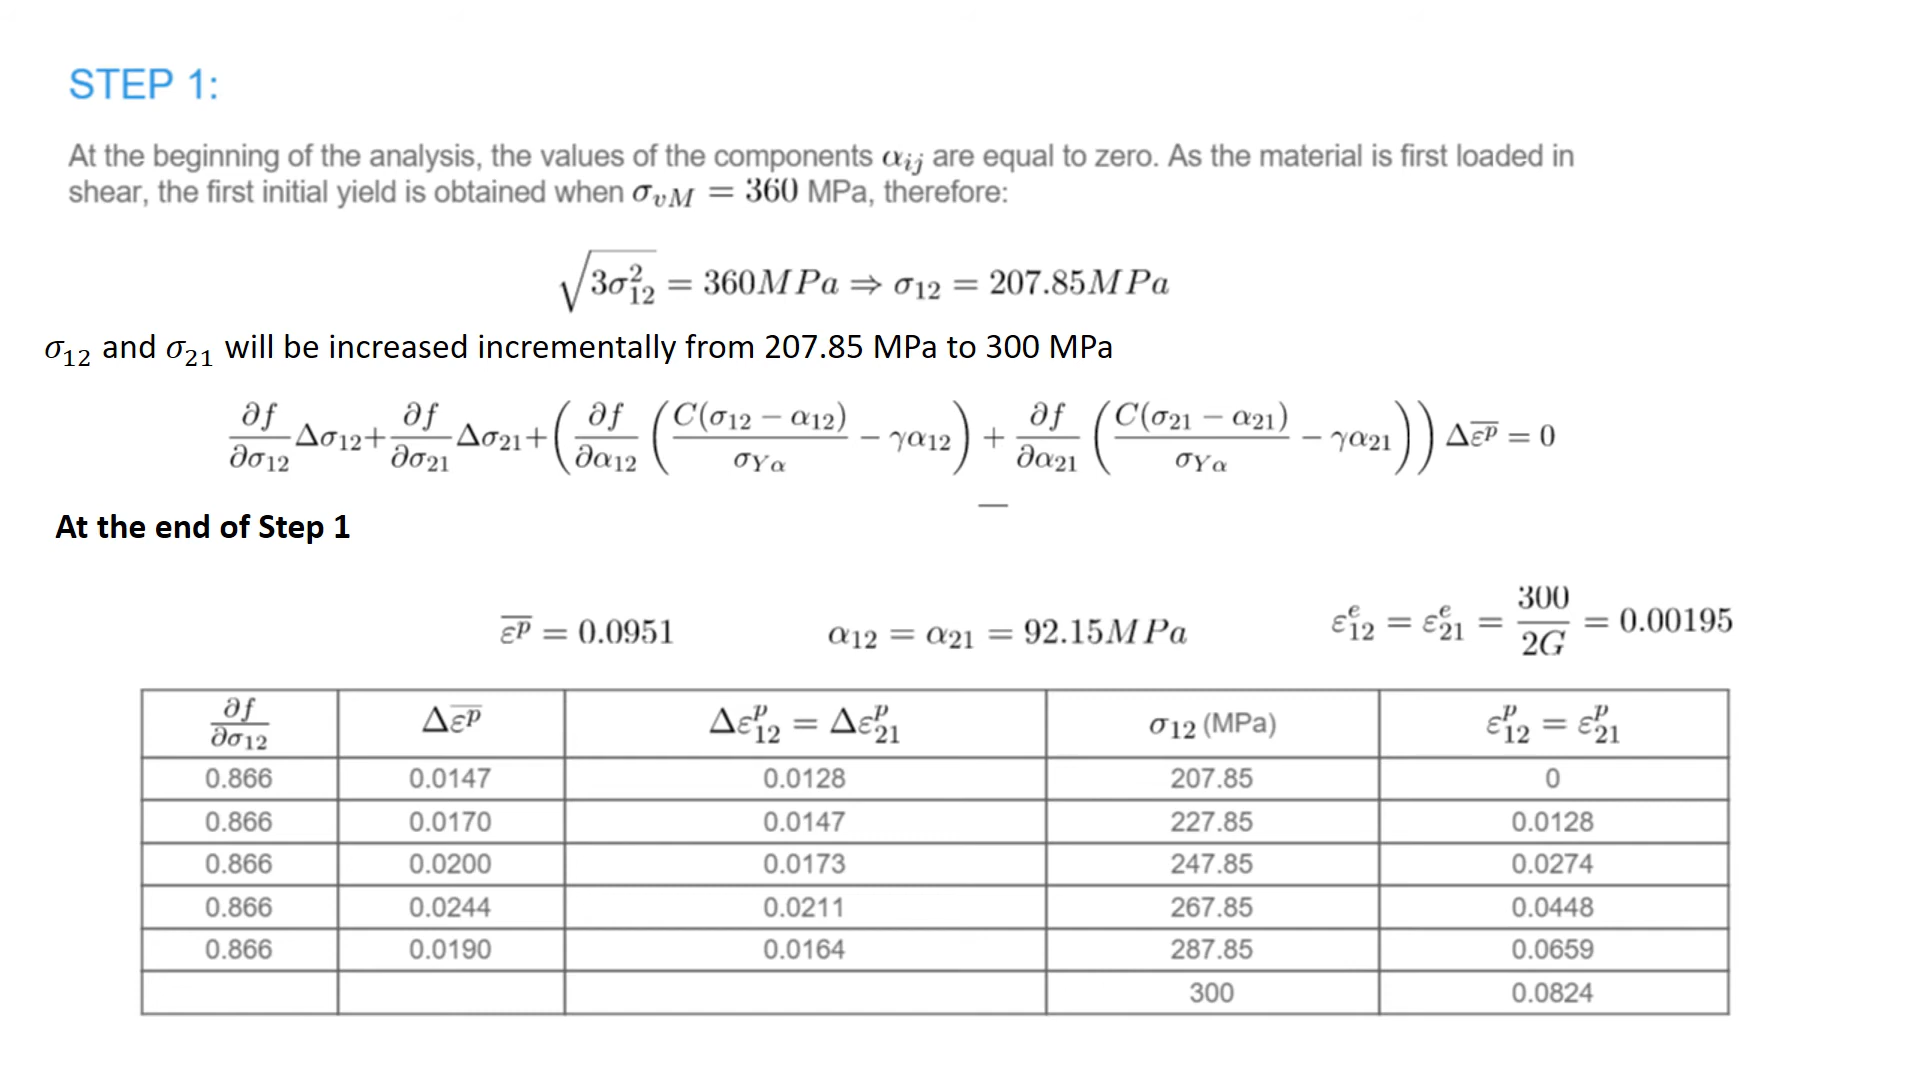 STEP 1:
At the beginning of the analysis, the values of the components αij are equal to zero. As the material is first loaded in
shear, the first initial yield is obtained when σvM = 360 MPa, therefore:
√(3σ₁₂²) = 360MPa ⇒ σ12 = 207.85MPa
σ12 and σ21 will be increased incrementally from 207.85 MPa to 300 MPa
∂f/∂σ12 Δσ12 + ∂f/∂σ21 Δσ21 + (∂f/∂α12 (C(σ12 − α12)/σYα − γα12) + ∂f/∂α21 (C(σ21 − α21)/σYα − γα21)) Δε̅ᵖ = 0
At the end of Step 1
ε̅ᵖ = 0.0951 α12 = α21 = 92.15MPa εᵉ12 = εᵉ21 = 300/2G = 0.00195
∂f/∂σ12 Δε̅ᵖ Δεᵖ12 = Δεᵖ21 σ12 (MPa) εᵖ12 = εᵖ21
0.866 0.0147 0.0128 207.85 0
0.866 0.0170 0.0147 227.85 0.0128
0.866 0.0200 0.0173 247.85 0.0274
0.866 0.0244 0.0211 267.85 0.0448
0.866 0.0190 0.0164 287.85 0.0659
300 0.0824